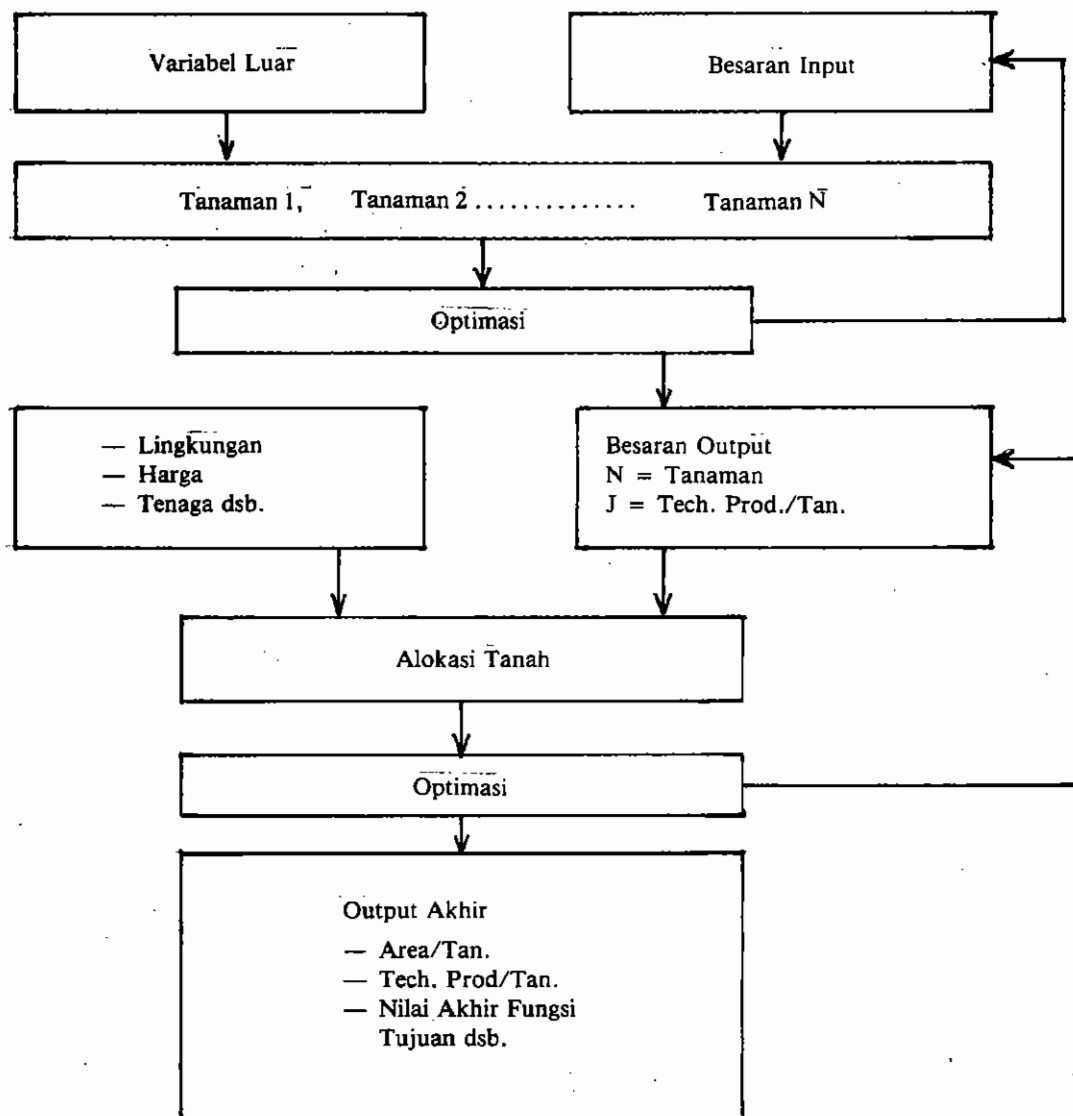 Variabel Luar
Besaran Input
Tanaman 1, Tanaman 2 .............. Tanaman N
Optimasi
— Lingkungan
— Harga
— Tenaga dsb.
Besaran Output
N = Tanaman
J = Tech. Prod./Tan.
Alokasi Tanah
Optimasi
Output Akhir
— Area/Tan.
— Tech. Prod/Tan.
— Nilai Akhir Fungsi
Tujuan dsb.